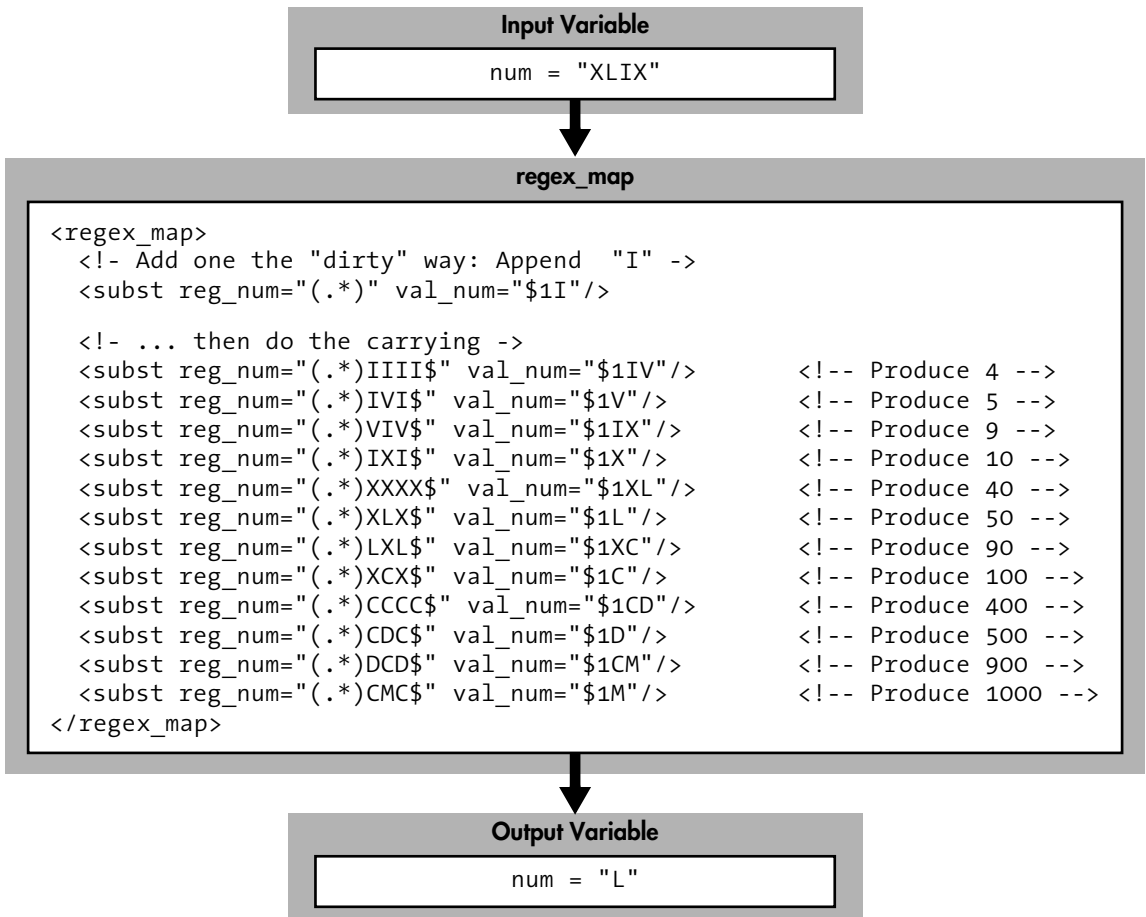 Input Variable
num = "XLIX"
regex_map
<regex_map>
<!- Add one the "dirty" way: Append  "I" ->
<subst reg_num="(.*)" val_num="$1I"/>
<!- ... then do the carrying ->
<subst reg_num="(.*)IIII$" val_num="$1IV"/> <!-- Produce 4 -->
<subst reg_num="(.*)IVI$" val_num="$1V"/> <!-- Produce 5 -->
<subst reg_num="(.*)VIV$" val_num="$1IX"/> <!-- Produce 9 -->
<subst reg_num="(.*)IXI$" val_num="$1X"/> <!-- Produce 10 -->
<subst reg_num="(.*)XXXX$" val_num="$1XL"/> <!-- Produce 40 -->
<subst reg_num="(.*)XLX$" val_num="$1L"/> <!-- Produce 50 -->
<subst reg_num="(.*)LXL$" val_num="$1XC"/> <!-- Produce 90 -->
<subst reg_num="(.*)XCX$" val_num="$1C"/> <!-- Produce 100 -->
<subst reg_num="(.*)CCCC$" val_num="$1CD"/> <!-- Produce 400 -->
<subst reg_num="(.*)CDC$" val_num="$1D"/> <!-- Produce 500 -->
<subst reg_num="(.*)DCD$" val_num="$1CM"/> <!-- Produce 900 -->
<subst reg_num="(.*)CMC$" val_num="$1M"/> <!-- Produce 1000 -->
</regex_map>
Output Variable
num = "L"